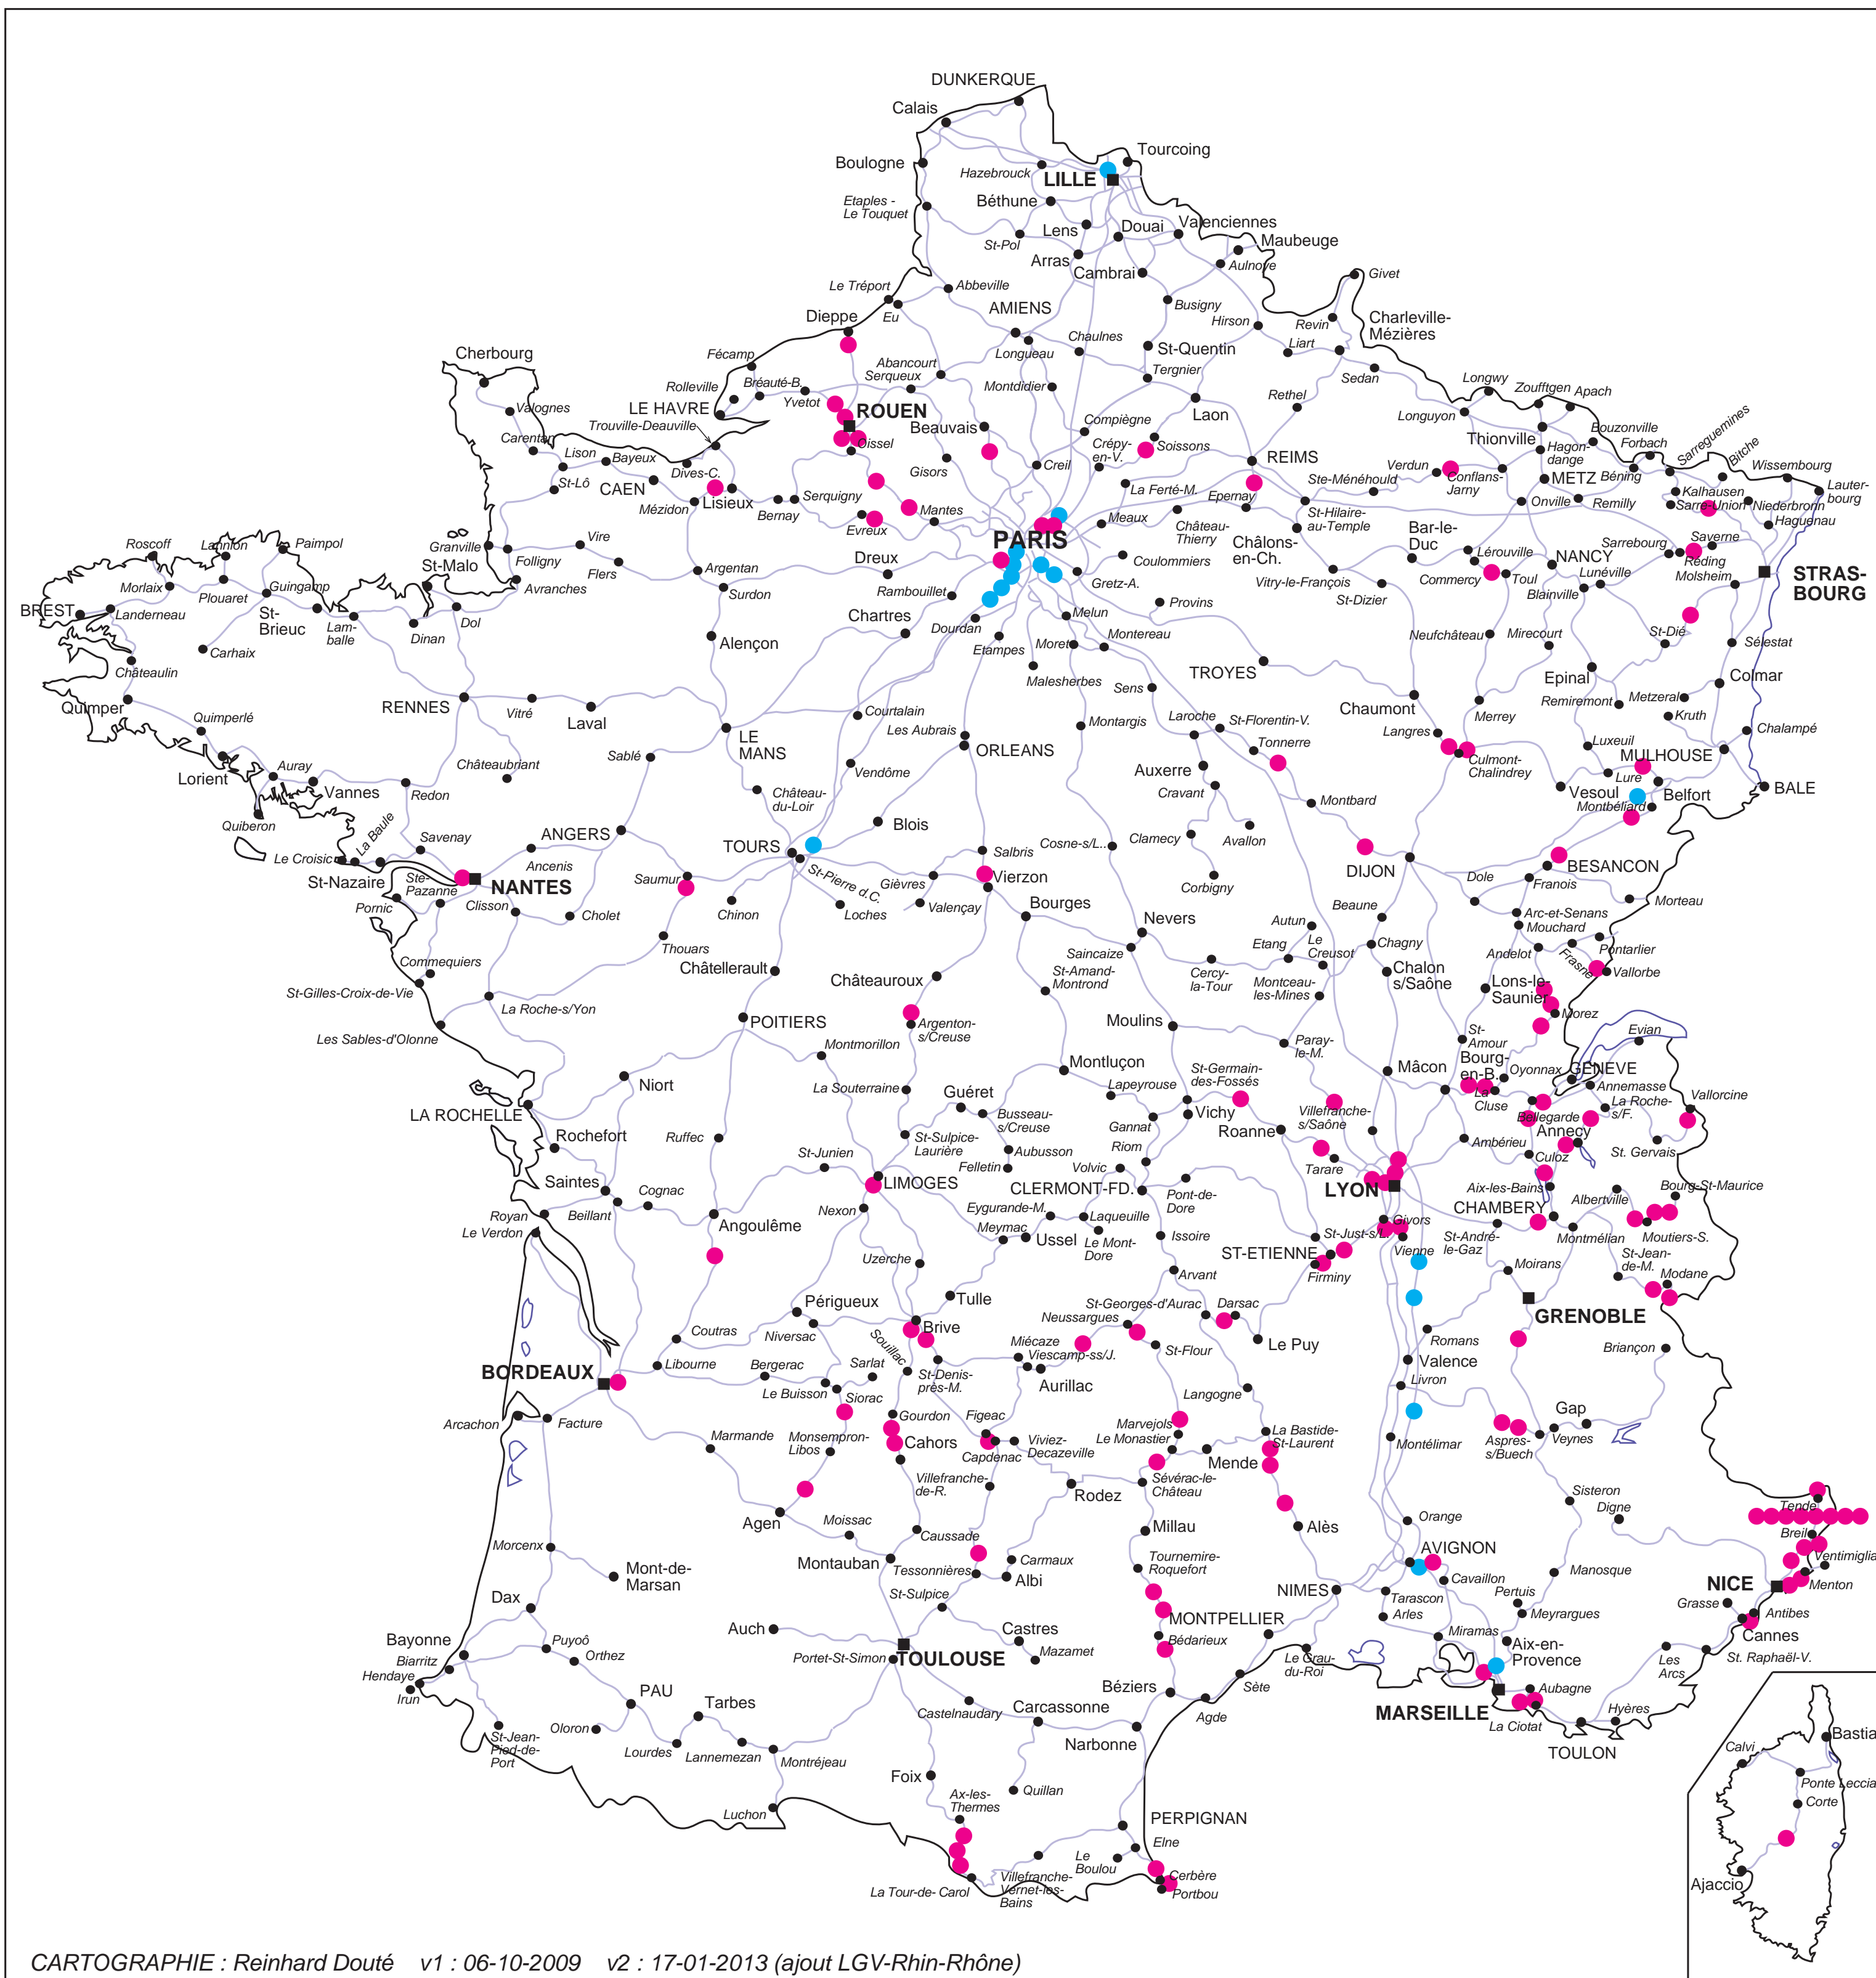 DUNKERQUE
Calais
Boulogne
Hazebrouck
Tourcoing
LILLE
Etaples -
Le Touquet
Béthune
Lens
Douai
Valenciennes
St-Pol
Maubeuge
Arras
Aulnoye
Cambrai
Givet
Le Tréport
Abbeville
Eu
Busigny
AMIENS
Dieppe
Hirson
Revin
Charleville-
Mézières
Chaulnes
Liart
Longueau
St-Quentin
Cherbourg
Fécamp
Abancourt
Serqueux
Tergnier
Montdidier
Sedan
Longwy
Zoufftgen
Apach
Rolleville
Bréauté-B.
Yvetot
Rethel
Valognes
LE HAVRE
ROUEN
Laon
Longuyon
Trouville-Deauville
Beauvais
Compiègne
Carentan
Oissel
Thionville
Bouzonville
Forbach
Sarreguemines
Bitche
Lison
Bayeux
Crépy-
en-V.
Soissons
Hagon-
dange
Dives-C.
Gisors
Creil
REIMS
Verdun
Conflans-
Jarny
METZ
Béning
Wissembourg
St-Lô
CAEN
Ste-Ménéhould
Lauter-
bourg
Lisieux
Serquigny
La Ferté-M.
Epernay
Kalhausen
Sarre-Union
Niederbronn
Mézidon
Bernay
Mantes
Evreux
Meaux
St-Hilaire-
au-Temple
Onville
Remilly
Haguenau
PARIS
Château-
Thierry
Châlons-
en-Ch.
Bar-le-
Duc
Roscoff
Lannion
Paimpol
Granville
Vire
Folligny
Flers
Lérouville
NANCY
Sarrebourg
Saverne
Réding
St-Malo
Argentan
Dreux
Coulommiers
Commercy
Toul
Lunéville
Molsheim
STRAS-
BOURG
Morlaix
Plouaret
Guingamp
Avranches
Surdon
Rambouillet
Gretz-A.
Vitry-le-François
St-Dizier
Blainville
BREST
Landerneau
St-
Brieuc
Lam-
balle
Dinan
Dol
Chartres
Dourdan
Melun
Provins
Carhaix
Alençon
Etampes
Moret
Montereau
Neufchâteau
Mirecourt
St-Dié
Sélestat
Châteaulin
Malesherbes
TROYES
Epinal
Colmar
Quimper
RENNES
Vitré
Laval
Sens
Chaumont
Merrey
Remiremont
Metzeral
Quimperlé
Courtalain
Les Aubrais
Montargis
Laroche
St-Florentin-V.
Kruth
LE
MANS
ORLEANS
Tonnerre
Langres
Luxeuil
Chalampé
Sablé
Culmont-
Chalindrey
MULHOUSE
Lorient
Auray
Châteaubriant
Vendôme
Auxerre
Lure
Vannes
Redon
Château-
du-Loir
Cravant
Montbard
Vesoul
Montbéliard
Belfort
BALE
Quiberon
La Baule
Savenay
ANGERS
Blois
Clamecy
Avallon
Le Croisic
Ancenis
TOURS
Salbris
Cosne-s/L.
St-Nazaire
Ste-
Pazanne
NANTES
Saumur
St-Pierre d.C.
Gièvres
Vierzon
Corbigny
DIJON
BESANCON
Dole
Franois
Pornic
Clisson
Cholet
Chinon
Loches
Valençay
Bourges
Nevers
Beaune
Morteau
Thouars
Autun
Arc-et-Senans
Mouchard
Commequiers
Châtellerault
Saincaize
Etang
Le
Creusot
Chagny
Andelot
Frasne
Pontarlier
Châteauroux
St-Amand-
Montrond
Cercy-
la-Tour
Montceau-
les-Mines
Chalon
s/Saône
Vallorbe
St-Gilles-Croix-de-Vie
La Roche-s/Yon
Lons-le-
Saunier
Morez
Les Sables-d'Olonne
POITIERS
Argenton-
s/Creuse
Moulins
St-
Amour
Evian
Montmorillon
Paray-
le-M.
Niort
La Souterraine
Montluçon
St-Germain-
des-Fossés
Mâcon
Bourg-
en-B.
Oyonnax
GENEVE
LA ROCHELLE
Guéret
Lapeyrouse
La
Cluse
Annemasse
Vallorcine
Busseau-
s/Creuse
Vichy
Villefranche-
s/Saône
Bellegarde
La Roche-
s/F.
Rochefort
Ruffec
St-Sulpice-
Laurière
Gannat
Roanne
Annecy
Aubusson
Riom
Ambérieu
St-Junien
Felletin
Volvic
Tarare
Culoz
St. Gervais
Saintes
LIMOGES
CLERMONT-FD.
LYON
Aix-les-Bains
Bourg-St-Maurice
Cognac
Pont-de-
Dore
Albertville
Royan
Beillant
Angoulême
Nexon
Eygurande-M.
Laqueuille
CHAMBERY
Le Verdon
Meymac
Ussel
Le Mont-
Dore
Issoire
ST-ETIENNE
St-Just-s/L.
Givors
Vienne
St-André-
le-Gaz
Montmélian
Moutiers-S.
Uzerche
Firminy
St-Jean-
de-M.
Arvant
Moirans
Modane
Périgueux
Tulle
St-Georges-d'Aurac
Darsac
Neussargues
GRENOBLE
Coutras
Niversac
Souillac
Brive
Miécaze
Viescamp-ss/J.
St-Flour
Le Puy
Romans
Briançon
BORDEAUX
Libourne
Bergerac
Sarlat
St-Denis-
près-M.
Aurillac
Valence
Le Buisson
Siorac
Langogne
Livron
Arcachon
Facture
Gourdon
Figeac
Marvejols
Le Monastier
La Bastide-
St-Laurent
Gap
Marmande
Monsempron-
Libos
Cahors
Capdenac
Viviez-
Decazeville
Montélimar
Aspres-
s/Buech
Veynes
Mende
Villefranche-
de-R.
Rodez
Sévérac-le-
Château
Sisteron
Digne
Tende
Agen
Moissac
Caussade
Millau
Alès
Orange
Breil
Morcenx
Montauban
Tessonnières
Carmaux
Albi
Tournemire-
Roquefort
AVIGNON
Ventimiglia
Mont-de-
Marsan
Cavaillon
Manosque
Dax
St-Sulpice
NIMES
Tarascon
Pertuis
NICE
Menton
Arles
Meyrargues
Grasse
Antibes
Auch
Castres
MONTPELLIER
Miramas
Cannes
Bayonne
Puyoô
Bédarieux
Biarritz
Orthez
Portet-St-Simon
TOULOUSE
Mazamet
Le Grau-
du-Roi
Aix-en-
Provence
Les
Arcs
St. Raphaël-V.
Hendaye
Irun
PAU
Tarbes
Béziers
Sète
Aubagne
Castelnaudary
Carcassonne
Agde
MARSEILLE
La Ciotat
Hyères
St-Jean-
Pied-de-
Port
Oloron
Lourdes
Lannemezan
Montréjeau
Narbonne
TOULON
Bastia
Calvi
Foix
Quillan
Ponte Leccia
Ax-les-
Thermes
Corte
Luchon
PERPIGNAN
Elne
Le
Boulou
La Tour-de- Carol
Villefranche-
Vernet-les-
Bains
Cerbère
Portbou
Ajaccio
CARTOGRAPHIE : Reinhard Douté    v1 : 06-10-2009    v2 : 17-01-2013 (ajout LGV-Rhin-Rhône)